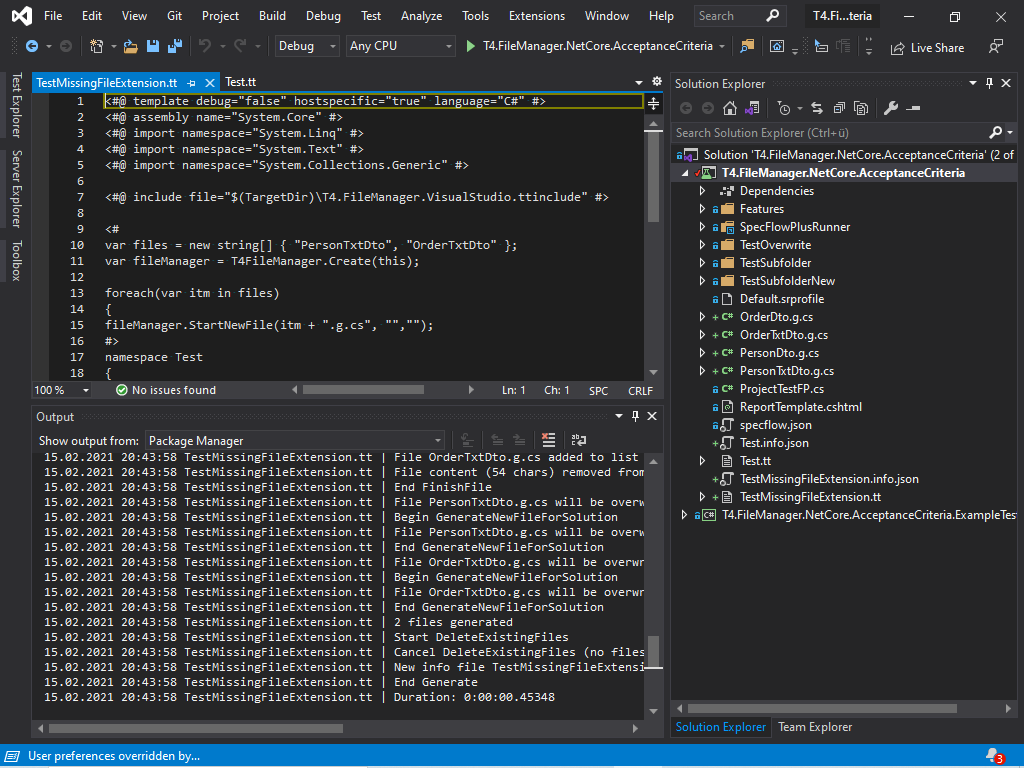 File Edit View Git Project Build Debug Test Analyze Tools Extensions Window Help Search T4.Fi...teria
Debug Any CPU T4.FileManager.NetCore.AcceptanceCriteria Live Share
Test Explorer
Server Explorer
Toolbox
TestMissingFileExtension.tt Test.tt
1 <#@ template debug="false" hostspecific="true" language="C#" #>
2 <#@ assembly name="System.Core" #>
3 <#@ import namespace="System.Linq" #>
4 <#@ import namespace="System.Text" #>
5 <#@ import namespace="System.Collections.Generic" #>
6
7 <#@ include file="$(TargetDir)\T4.FileManager.VisualStudio.ttinclude" #>
8
9 <#
10 var files = new string[] { "PersonTxtDto", "OrderTxtDto" };
11 var fileManager = T4FileManager.Create(this);
12
13 foreach(var itm in files)
14 {
15 fileManager.StartNewFile(itm + ".g.cs", "","");
16 #>
17 namespace Test
18 {
100 % No issues found Ln: 1 Ch: 1 SPC CRLF
Output
Show output from: Package Manager
15.02.2021 20:43:58 TestMissingFileExtension.tt | File OrderTxtDto.g.cs added to list
15.02.2021 20:43:58 TestMissingFileExtension.tt | File content (54 chars) removed from
15.02.2021 20:43:58 TestMissingFileExtension.tt | End FinishFile
15.02.2021 20:43:58 TestMissingFileExtension.tt | File PersonTxtDto.g.cs will be overw
15.02.2021 20:43:58 TestMissingFileExtension.tt | Begin GenerateNewFileForSolution
15.02.2021 20:43:58 TestMissingFileExtension.tt | File PersonTxtDto.g.cs will be overw
15.02.2021 20:43:58 TestMissingFileExtension.tt | End GenerateNewFileForSolution
15.02.2021 20:43:58 TestMissingFileExtension.tt | File OrderTxtDto.g.cs will be overwr
15.02.2021 20:43:58 TestMissingFileExtension.tt | Begin GenerateNewFileForSolution
15.02.2021 20:43:58 TestMissingFileExtension.tt | File OrderTxtDto.g.cs will be overwr
15.02.2021 20:43:58 TestMissingFileExtension.tt | End GenerateNewFileForSolution
15.02.2021 20:43:58 TestMissingFileExtension.tt | 2 files generated
15.02.2021 20:43:58 TestMissingFileExtension.tt | Start DeleteExistingFiles
15.02.2021 20:43:58 TestMissingFileExtension.tt | Cancel DeleteExistingFiles (no files
15.02.2021 20:43:58 TestMissingFileExtension.tt | New info file TestMissingFileExtensi
15.02.2021 20:43:58 TestMissingFileExtension.tt | End Generate
15.02.2021 20:43:58 TestMissingFileExtension.tt | Duration: 0:00:00.45348
Solution Explorer
Search Solution Explorer (Ctrl+ü)
Solution 'T4.FileManager.NetCore.AcceptanceCriteria' (2 of
T4.FileManager.NetCore.AcceptanceCriteria
Dependencies
Features
SpecFlowPlusRunner
TestOverwrite
TestSubfolder
TestSubfolderNew
Default.srprofile
C# OrderDto.g.cs
C# OrderTxtDto.g.cs
C# PersonDto.g.cs
C# PersonTxtDto.g.cs
C# ProjectTestFP.cs
ReportTemplate.cshtml
specflow.json
Test.info.json
Test.tt
TestMissingFileExtension.info.json
TestMissingFileExtension.tt
C# T4.FileManager.NetCore.AcceptanceCriteria.ExampleTes
Solution Explorer Team Explorer
User preferences overridden by... 3